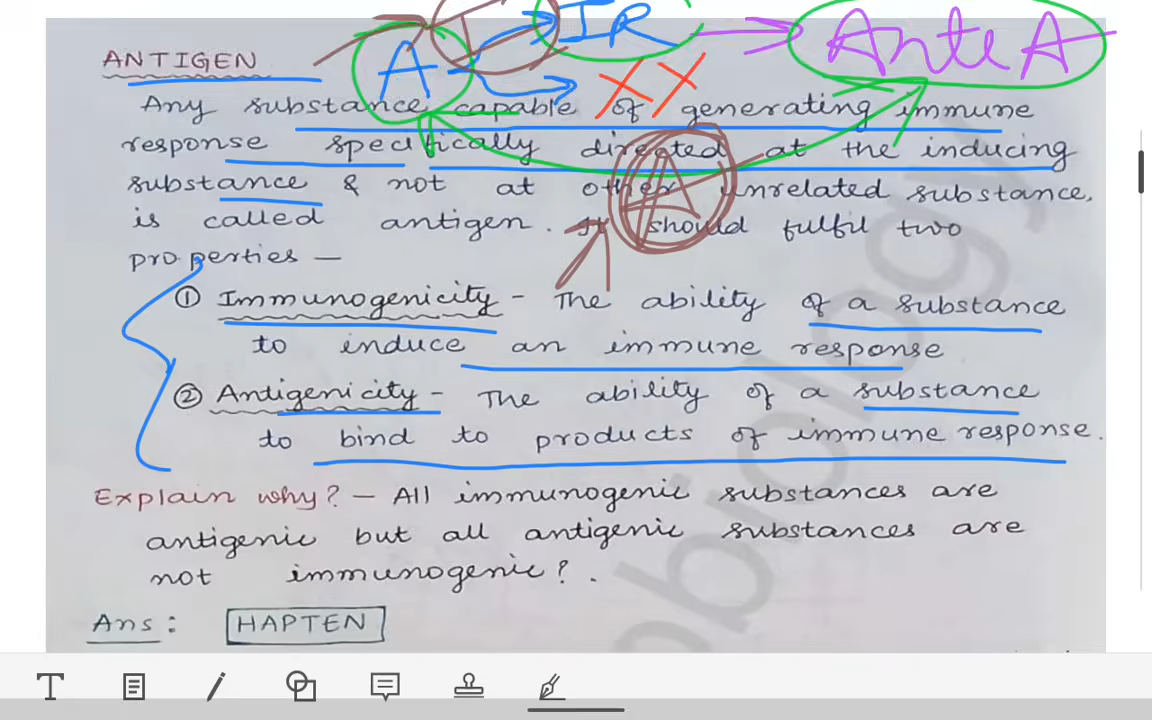 A IR Anti A
XX
ANTIGEN
Any substance capable of generating immune
response specifically directed at the inducing
substance & not at other unrelated substance.
is called antigen. It should fulfil two
properties —
A
① Immunogenicity - The ability of a substance
to induce an immune response
② Antigenicity - The ability of a substance
to bind to products of immune response.
Explain why? - All immunogenic substances are
antigenic but all antigenic substances are
not immunogenic?.
Ans: HAPTEN
T